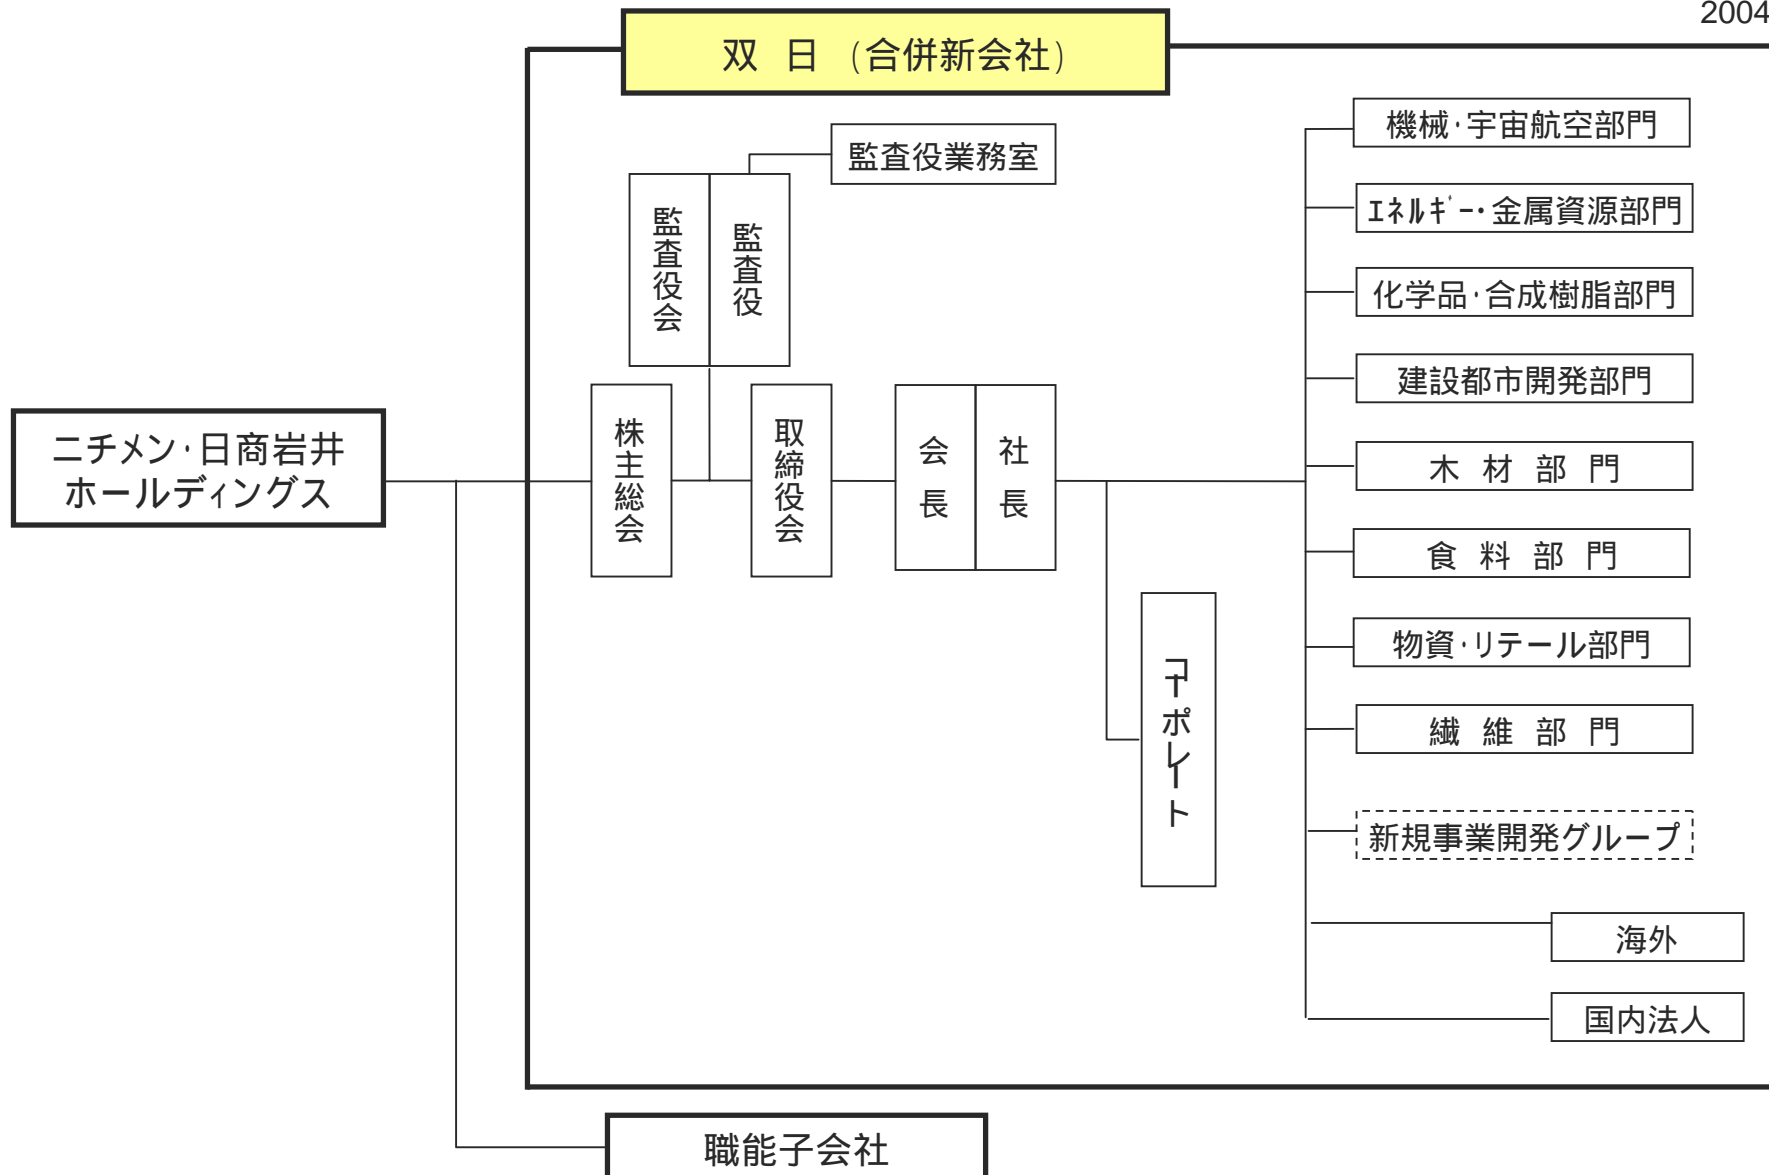 2004
双 日 (合併新会社)
監査役業務室
監査役会
監査役
ニチメン・日商岩井
ホールディングス
株主総会
取締役会
会長
社長
コーポレート
機械・宇宙航空部門
ｴﾈﾙｷﾞｰ・金属資源部門
化学品・合成樹脂部門
建設都市開発部門
木 材 部 門
食 料 部 門
物資・リテール部門
繊 維 部 門
新規事業開発グループ
海外
国内法人
職能子会社